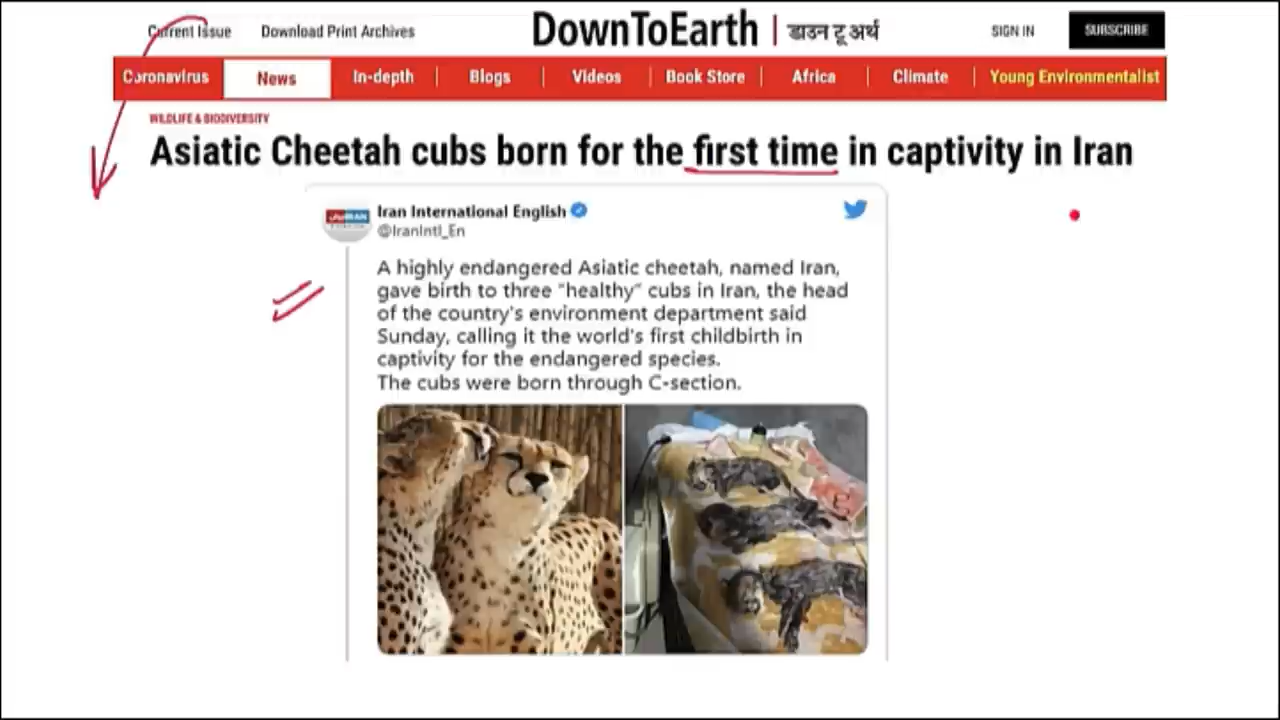 Current Issue Download Print Archives DownToEarth | डाउन टू अर्थ SIGN IN SUBSCRIBE
Coronavirus News In-depth Blogs Videos Book Store Africa Climate Young Environmentalist
WILDLIFE & BIODIVERSITY
Asiatic Cheetah cubs born for the first time in captivity in Iran
Iran International English
@IranIntl_En
A highly endangered Asiatic cheetah, named Iran,
gave birth to three "healthy" cubs in Iran, the head
of the country's environment department said
Sunday, calling it the world's first childbirth in
captivity for the endangered species.
The cubs were born through C-section.